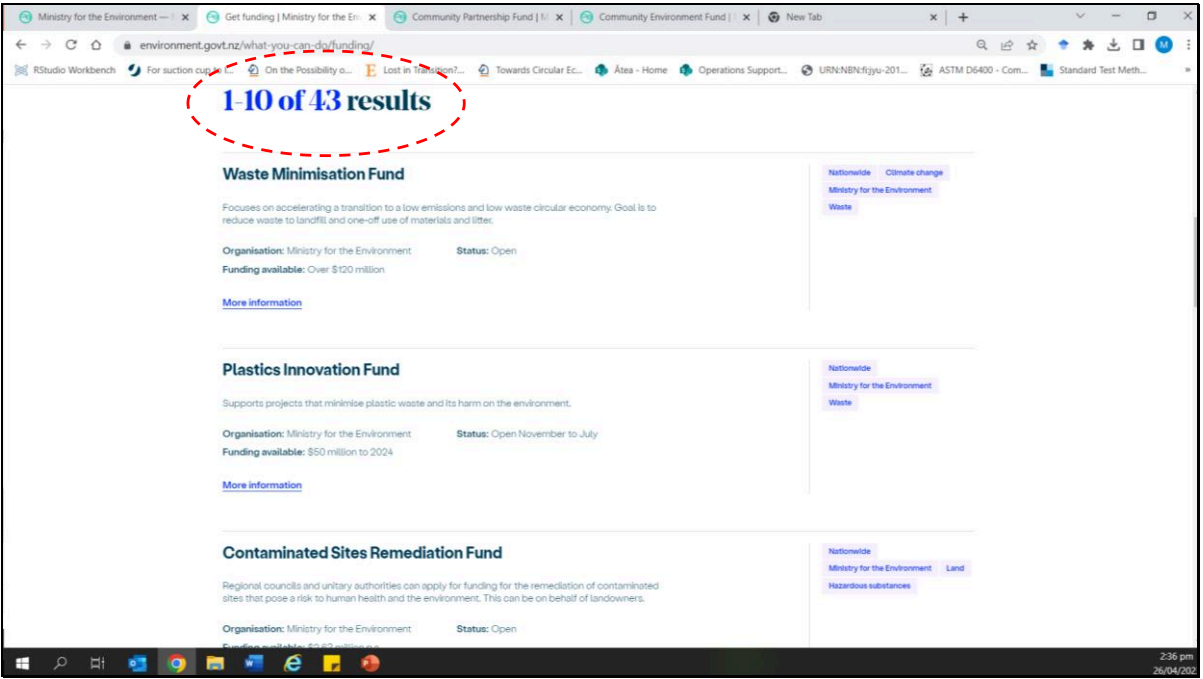 Ministry for the Environment —
Get funding | Ministry for the En
Community Partnership Fund | M
Community Environment Fund |
New Tab
environment.govt.nz/what-you-can-do/funding/
M
RStudio Workbench
For suction cup to t...
On the Possibility o...
Lost in Transition?...
Towards Circular Ec...
Ātea - Home
Operations Support...
URN:NBN:fi:jyu-201...
ASTM D6400 - Com...
Standard Test Meth...
1-10 of 43 results
Waste Minimisation Fund
Focuses on accelerating a transition to a low emissions and low waste circular economy. Goal is to
reduce waste to landfill and one-off use of materials and litter.
Organisation: Ministry for the Environment Status: Open
Funding available: Over $120 million
More information
Nationwide Climate change
Ministry for the Environment
Waste
Plastics Innovation Fund
Supports projects that minimise plastic waste and its harm on the environment.
Organisation: Ministry for the Environment Status: Open November to July
Funding available: $50 million to 2024
More information
Nationwide
Ministry for the Environment
Waste
Contaminated Sites Remediation Fund
Regional councils and unitary authorities can apply for funding for the remediation of contaminated
sites that pose a risk to human health and the environment. This can be on behalf of landowners.
Organisation: Ministry for the Environment Status: Open
Funding available: $2.63 million p.a.
Nationwide
Ministry for the Environment Land
Hazardous substances
2:36 pm
26/04/202